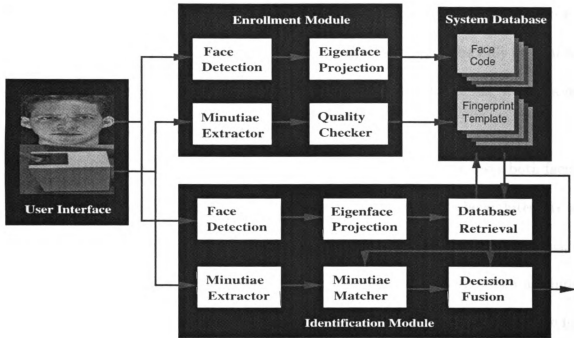 Enrollment Module
System Database
Face
Detection
Eigenface
Projection
Face
Code
Minutiae
Extractor
Quality
Checker
Fingerprint
Template
User Interface
Face
Detection
Eigenface
Projection
Database
Retrieval
Minutiae
Extractor
Minutiae
Matcher
Decision
Fusion
Identification Module